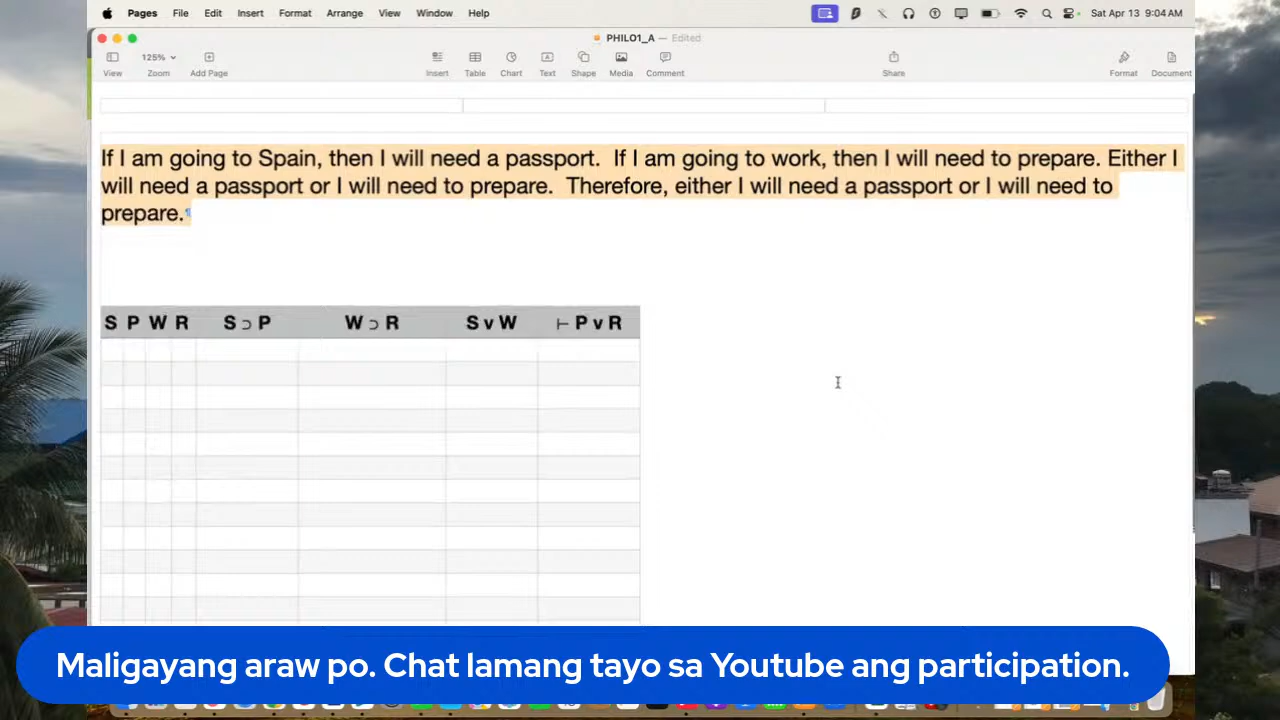 Pages File Edit Insert Format Arrange View Window Help Sat Apr 13 9:04 AM
PHILO1_A — Edited
125%
View Zoom Add Page Insert Table Chart Text Shape Media Comment Share Format Document
If I am going to Spain, then I will need a passport. If I am going to work, then I will need to prepare. Either I
will need a passport or I will need to prepare. Therefore, either I will need a passport or I will need to
prepare.¶
S P W R S ⊃ P W ⊃ R S v W ⊢ P v R
Maligayang araw po. Chat lamang tayo sa Youtube ang participation.